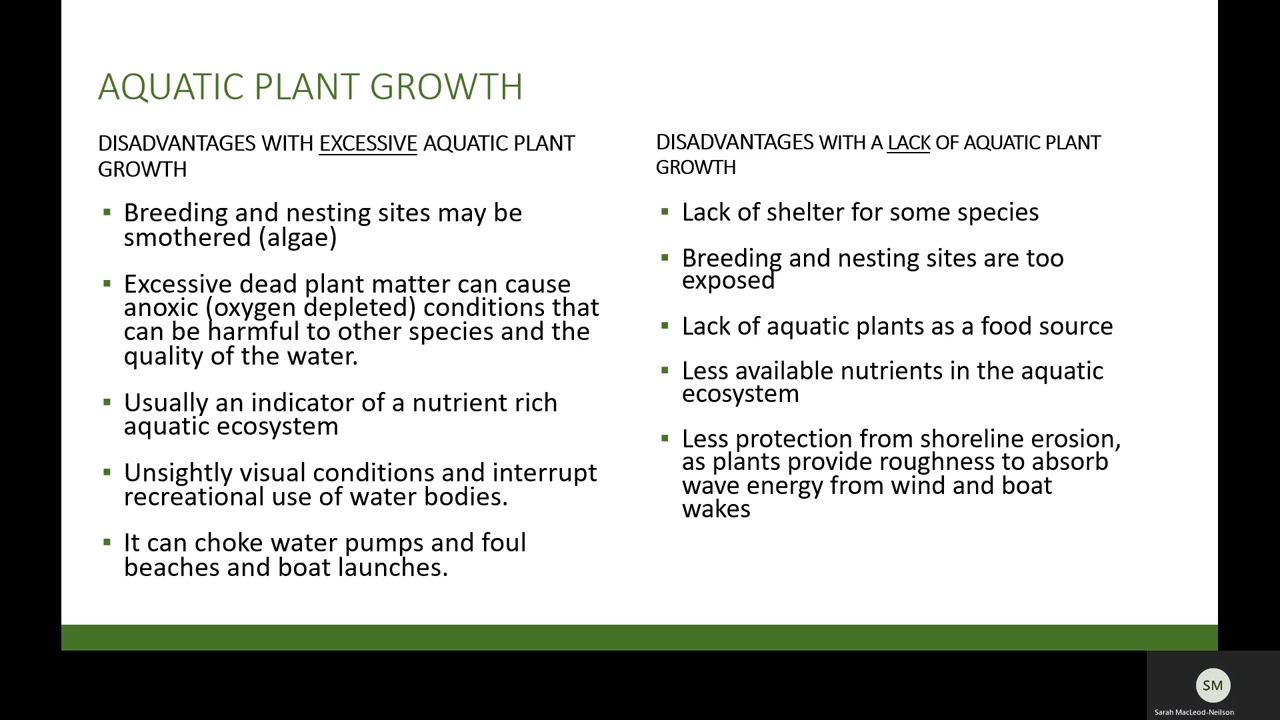 AQUATIC PLANT GROWTH
DISADVANTAGES WITH EXCESSIVE AQUATIC PLANT
GROWTH
▪ Breeding and nesting sites may be
smothered (algae)
▪ Excessive dead plant matter can cause
anoxic (oxygen depleted) conditions that
can be harmful to other species and the
quality of the water.
▪ Usually an indicator of a nutrient rich
aquatic ecosystem
▪ Unsightly visual conditions and interrupt
recreational use of water bodies.
▪ It can choke water pumps and foul
beaches and boat launches.
DISADVANTAGES WITH A LACK OF AQUATIC PLANT
GROWTH
▪ Lack of shelter for some species
▪ Breeding and nesting sites are too
exposed
▪ Lack of aquatic plants as a food source
▪ Less available nutrients in the aquatic
ecosystem
▪ Less protection from shoreline erosion,
as plants provide roughness to absorb
wave energy from wind and boat
wakes
SM
Sarah MacLeod-Neilson